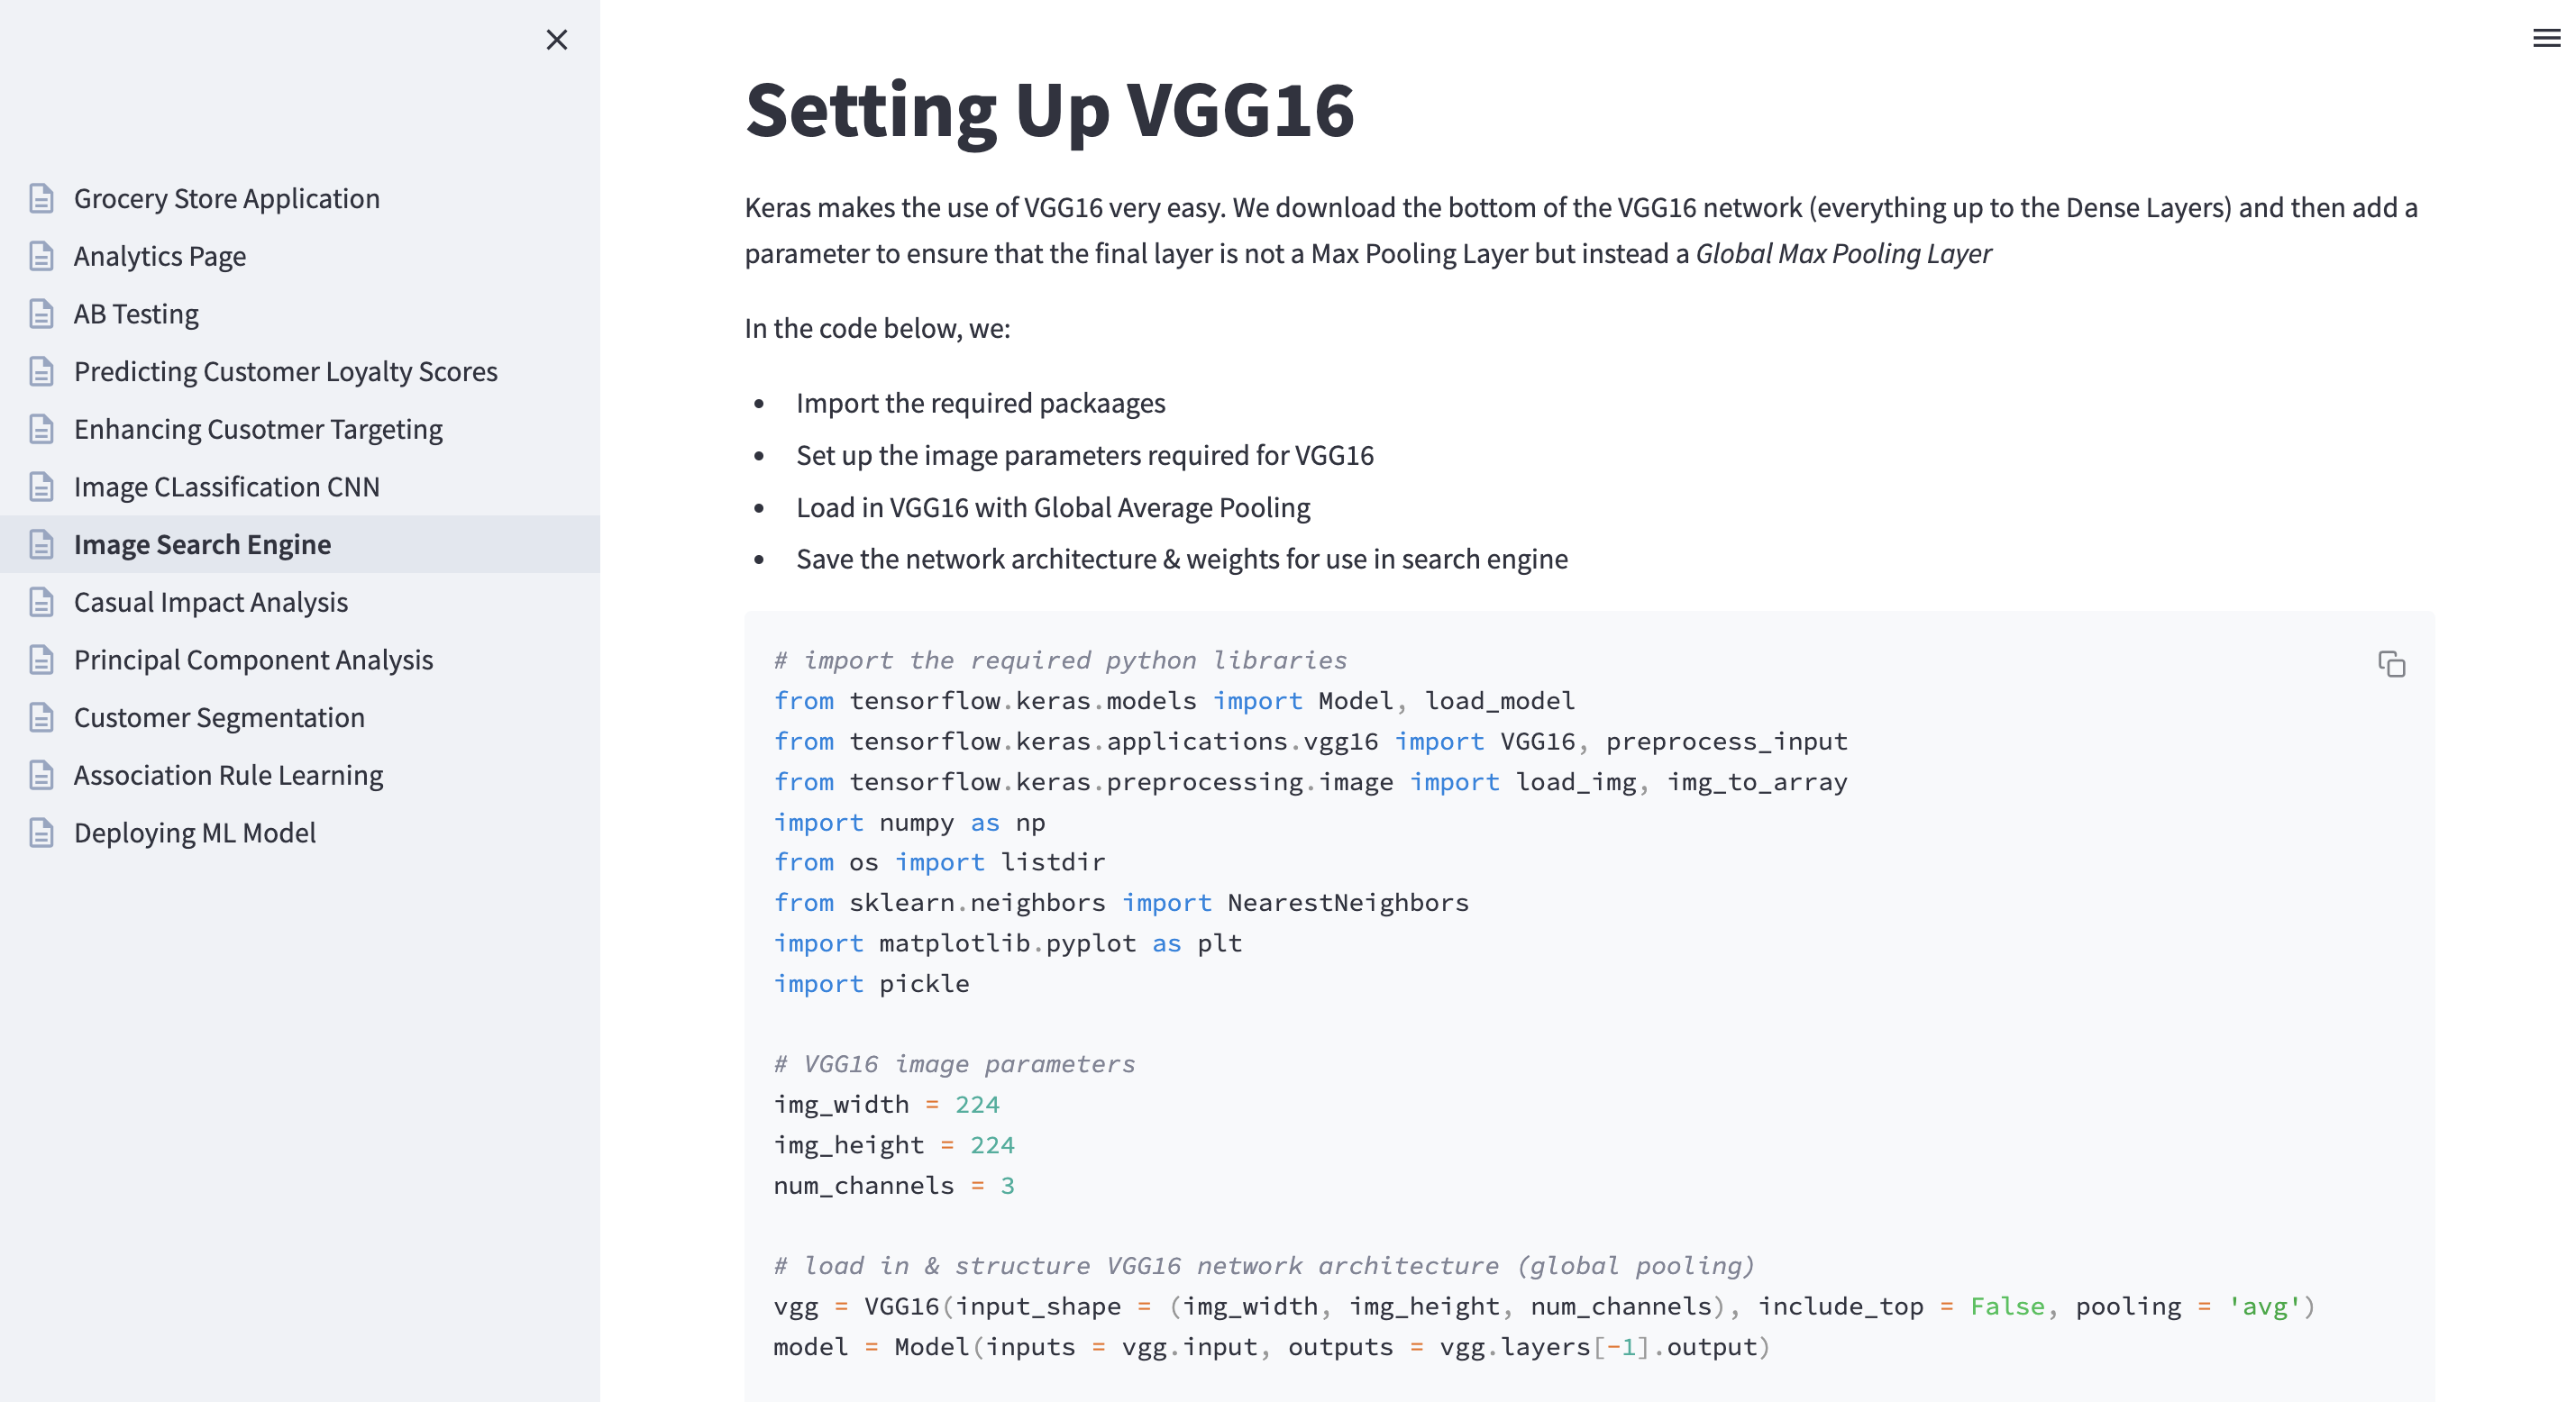 Grocery Store Application
Analytics Page
AB Testing
Predicting Customer Loyalty Scores
Enhancing Cusotmer Targeting
Image CLassification CNN
Image Search Engine
Casual Impact Analysis
Principal Component Analysis
Customer Segmentation
Association Rule Learning
Deploying ML Model
Setting Up VGG16
Keras makes the use of VGG16 very easy. We download the bottom of the VGG16 network (everything up to the Dense Layers) and then add a
parameter to ensure that the final layer is not a Max Pooling Layer but instead a Global Max Pooling Layer
In the code below, we:
• Import the required packaages
• Set up the image parameters required for VGG16
• Load in VGG16 with Global Average Pooling
• Save the network architecture & weights for use in search engine
# import the required python libraries
from tensorflow.keras.models import Model, load_model
from tensorflow.keras.applications.vgg16 import VGG16, preprocess_input
from tensorflow.keras.preprocessing.image import load_img, img_to_array
import numpy as np
from os import listdir
from sklearn.neighbors import NearestNeighbors
import matplotlib.pyplot as plt
import pickle
# VGG16 image parameters
img_width = 224
img_height = 224
num_channels = 3
# load in & structure VGG16 network architecture (global pooling)
vgg = VGG16(input_shape = (img_width, img_height, num_channels), include_top = False, pooling = 'avg')
model = Model(inputs = vgg.input, outputs = vgg.layers[-1].output)